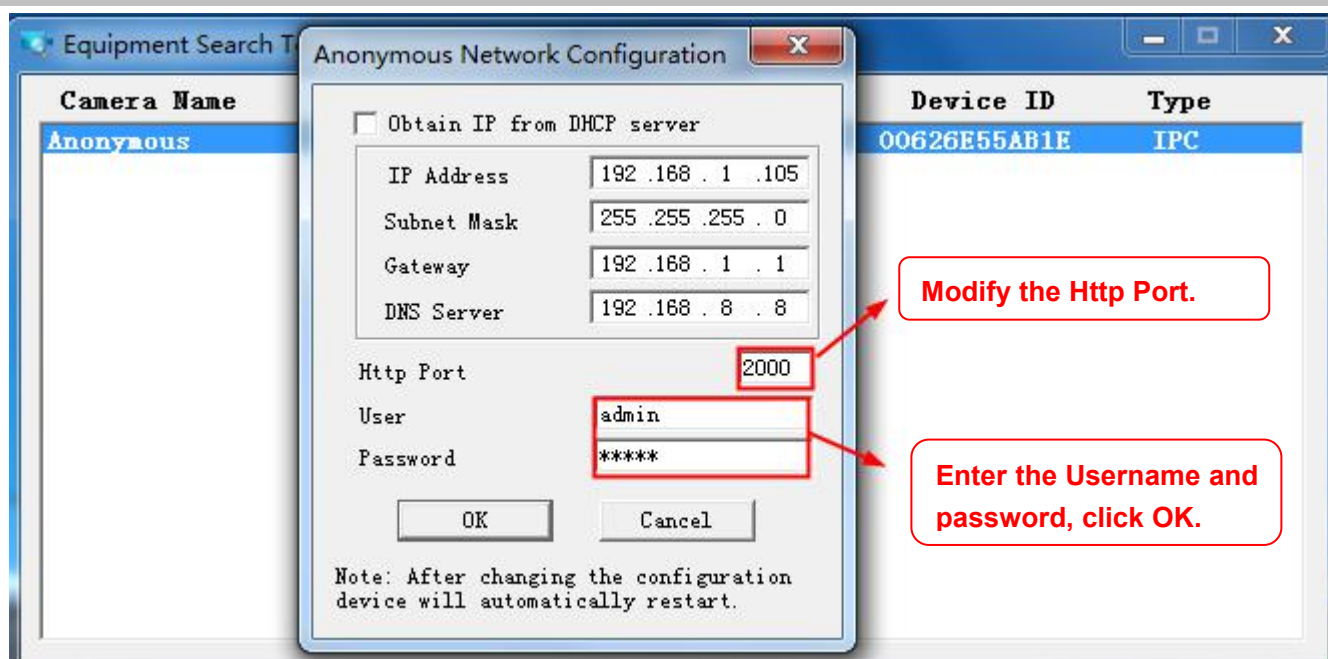 Equipment Search T
Anonymous Network Configuration
Camera Name
Device ID
Type
Anonymous
00626E55AB1E
IPC
Obtain IP from DHCP server
IP Address 192 .168 . 1 .105
Subnet Mask 255 .255 .255 . 0
Gateway 192 .168 . 1 . 1
DNS Server 192 .168 . 8 . 8
Http Port 2000
User admin
Password *****
OK Cancel
Note: After changing the configuration
device will automatically restart.
Modify the Http Port.
Enter the Username and
password, click OK.